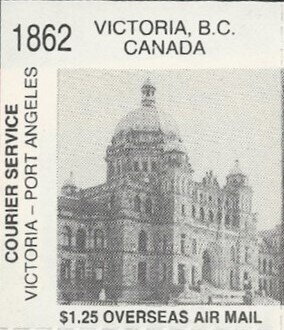 1862
VICTORIA, B.C.
CANADA
COURIER SERVICE
VICTORIA – PORT ANGELES
$1.25 OVERSEAS AIR MAIL